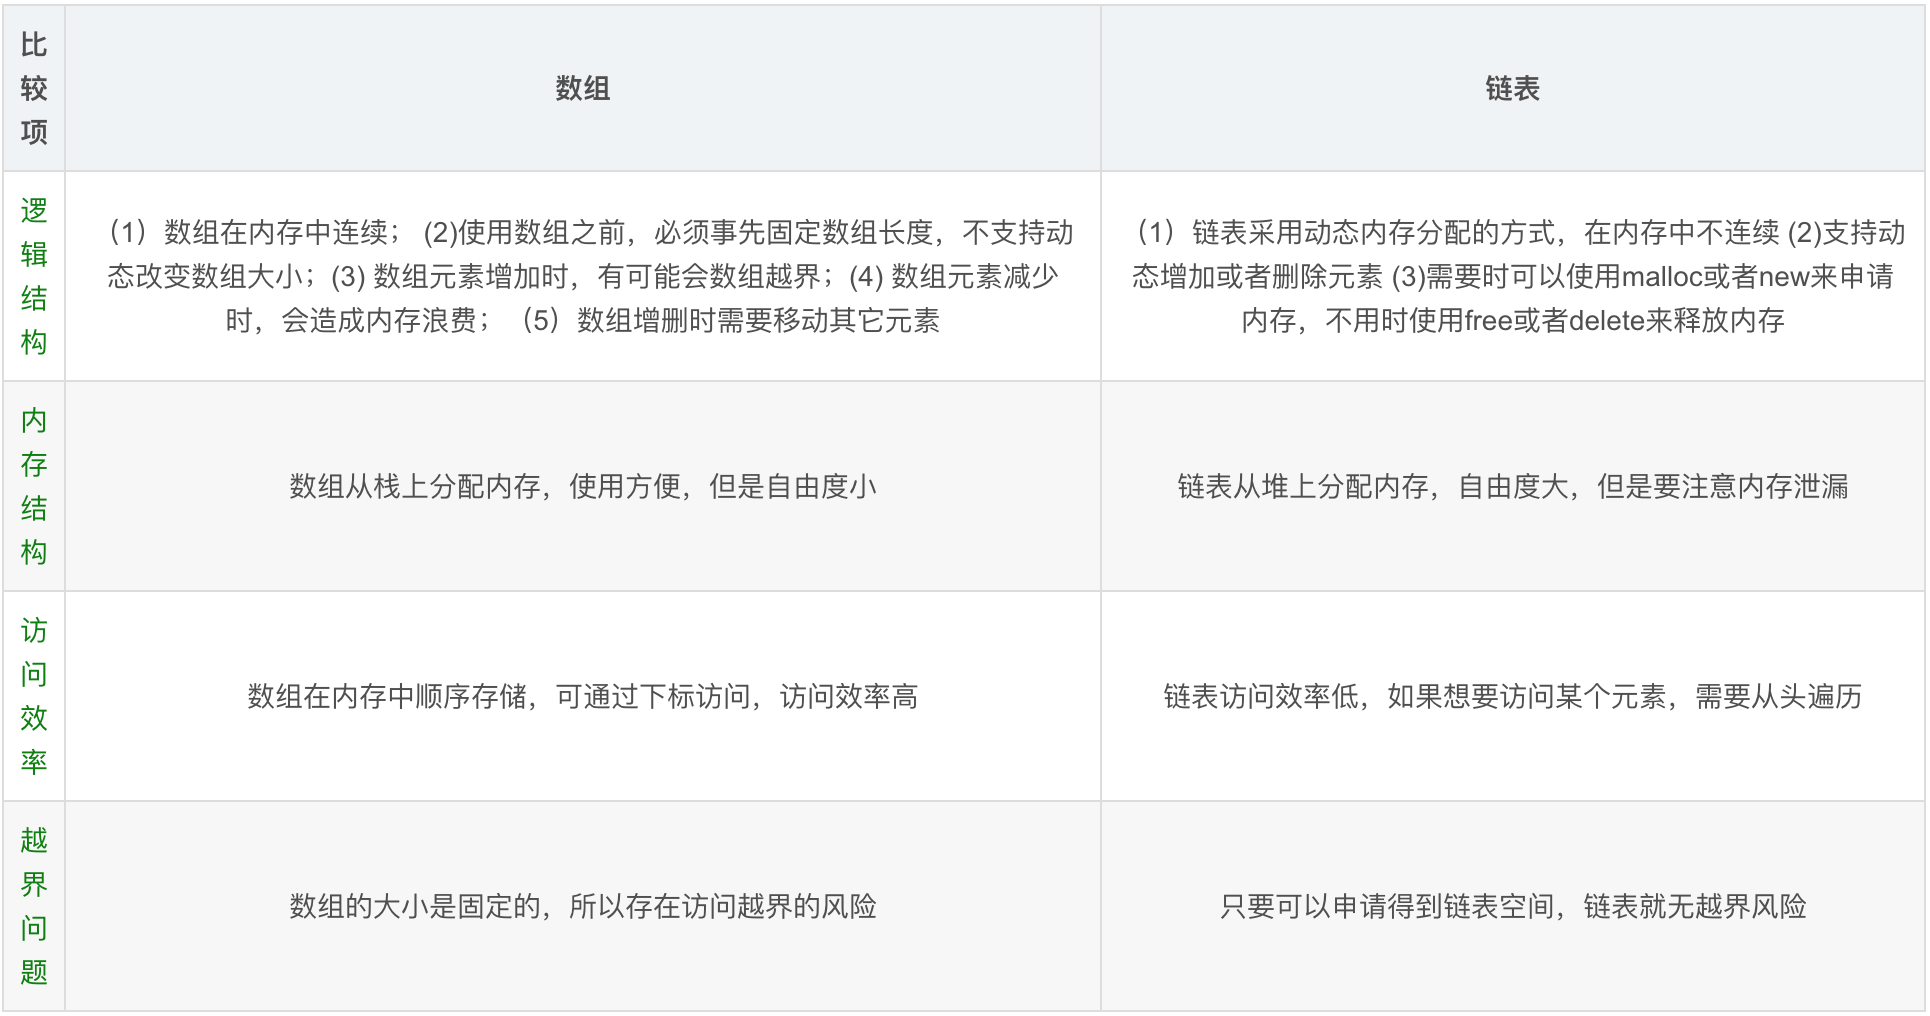 比
较
项
数组
链表
逻
辑
结
构
（1）数组在内存中连续； (2)使用数组之前，必须事先固定数组长度，不支持动
态改变数组大小；(3) 数组元素增加时，有可能会数组越界；(4) 数组元素减少
时，会造成内存浪费； （5）数组增删时需要移动其它元素
（1）链表采用动态内存分配的方式，在内存中不连续 (2)支持动
态增加或者删除元素 (3)需要时可以使用malloc或者new来申请
内存，不用时使用free或者delete来释放内存
内
存
结
构
数组从栈上分配内存，使用方便，但是自由度小
链表从堆上分配内存，自由度大，但是要注意内存泄漏
访
问
效
率
数组在内存中顺序存储，可通过下标访问，访问效率高
链表访问效率低，如果想要访问某个元素，需要从头遍历
越
界
问
题
数组的大小是固定的，所以存在访问越界的风险
只要可以申请得到链表空间，链表就无越界风险